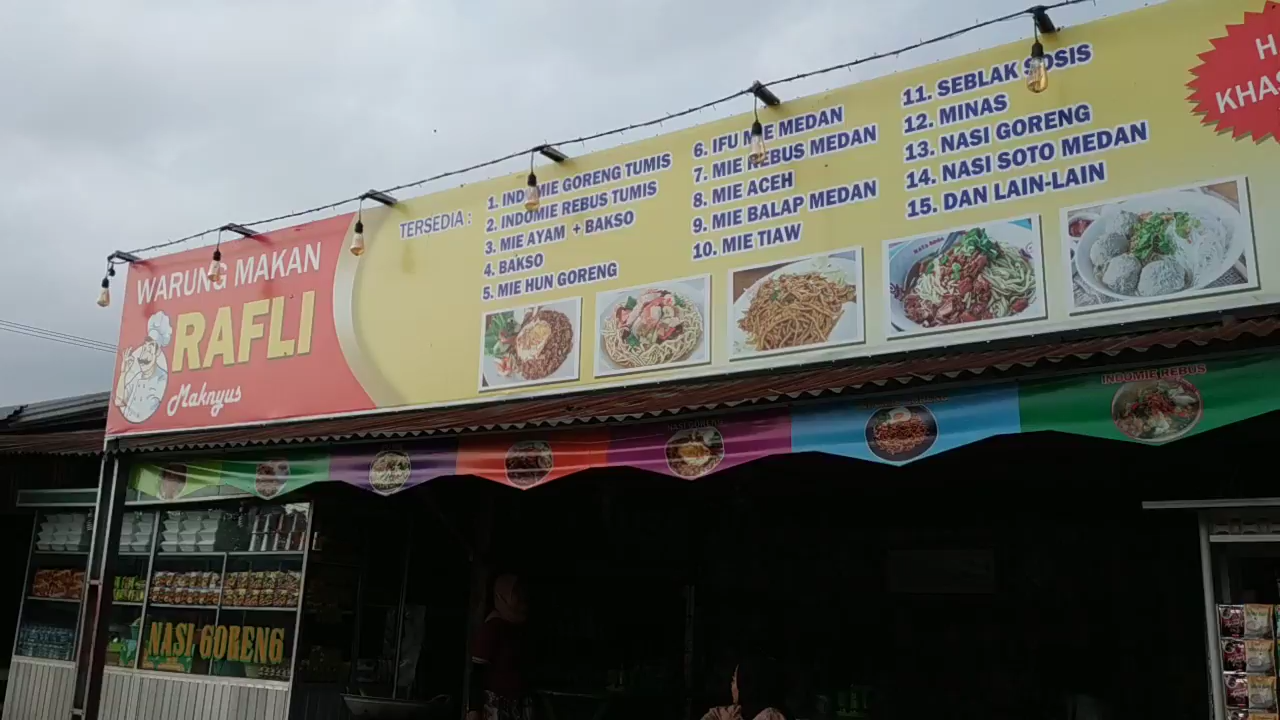 WARUNG MAKAN
RAFLI
Maknyus
TERSEDIA :
1. INDOMIE GORENG TUMIS
2. INDOMIE REBUS TUMIS
3. MIE AYAM + BAKSO
4. BAKSO
5. MIE HUN GORENG
6. IFU MIE MEDAN
7. MIE REBUS MEDAN
8. MIE ACEH
9. MIE BALAP MEDAN
10. MIE TIAW
11. SEBLAK SOSIS
12. MINAS
13. NASI GORENG
14. NASI SOTO MEDAN
15. DAN LAIN-LAIN
KHAS
NASI GORENG
INDOMIE REBUS
NASI GORENG